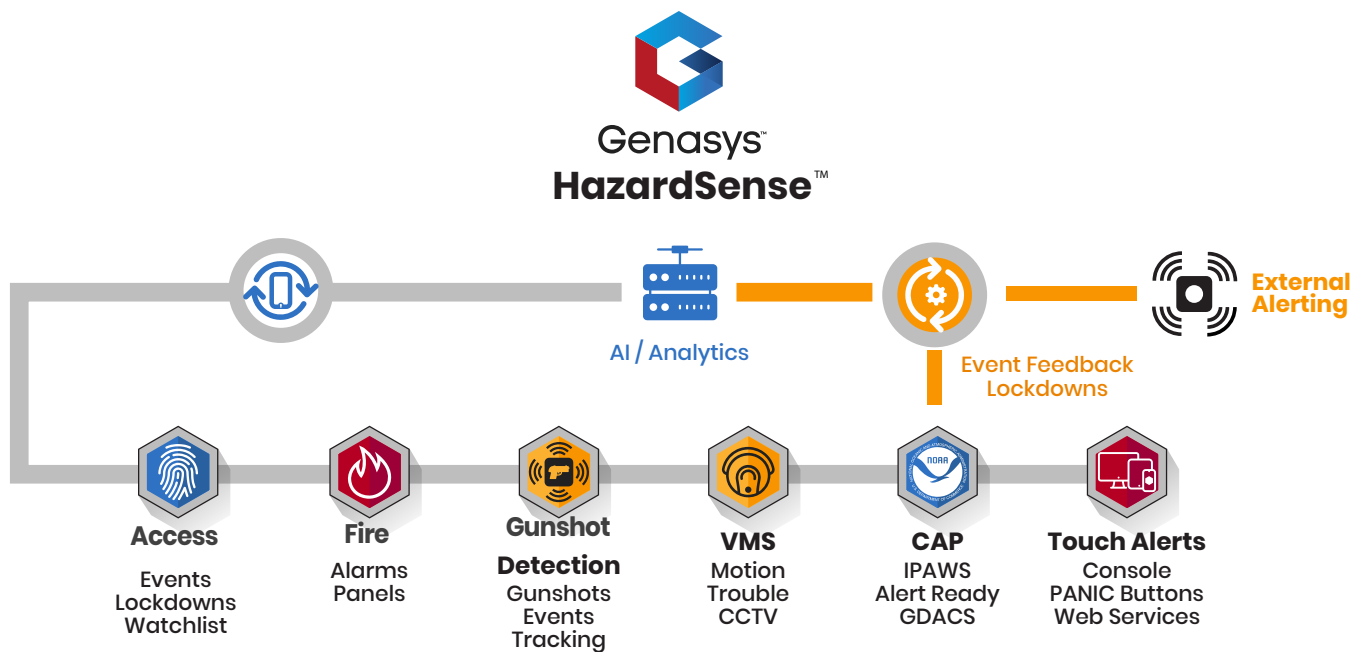 Genasys™
HazardSense™
AI / Analytics
External
Alerting
Event Feedback
Lockdowns
NOAA
Access
Events
Lockdowns
Watchlist
Fire
Alarms
Panels
Gunshot
Detection
Gunshots
Events
Tracking
VMS
Motion
Trouble
CCTV
CAP
IPAWS
Alert Ready
GDACS
Touch Alerts
Console
PANIC Buttons
Web Services